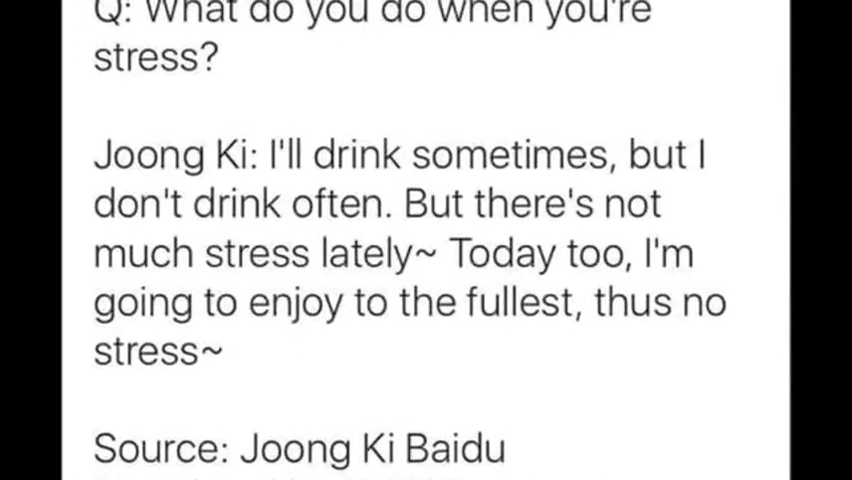 Q: What do you do when you're
stress?
Joong Ki: I'll drink sometimes, but I
don't drink often. But there's not
much stress lately~ Today too, I'm
going to enjoy to the fullest, thus no
stress~
Source: Joong Ki Baidu